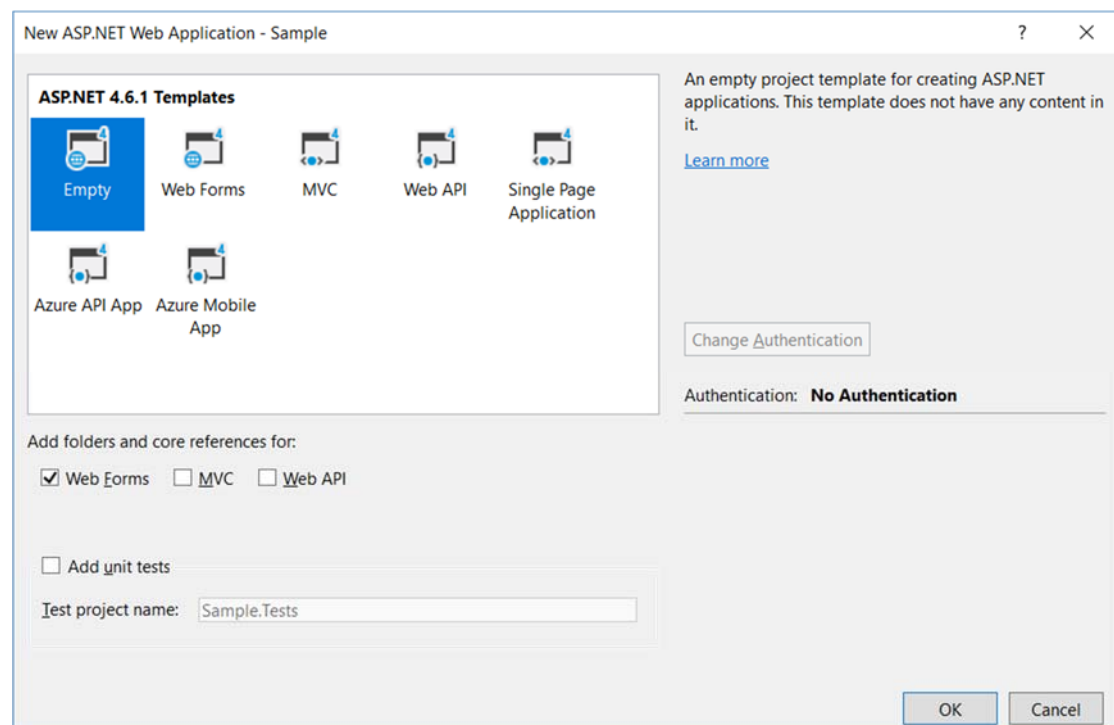 New ASP.NET Web Application - Sample
?
ASP.NET 4.6.1 Templates
Empty
Web Forms
MVC
Web API
Single Page
Application
Azure API App
Azure Mobile
App
An empty project template for creating ASP.NET
applications. This template does not have any content in
it.
Learn more
Change Authentication
Authentication: No Authentication
Add folders and core references for:
Web Forms MVC Web API
Add unit tests
Test project name: Sample.Tests
OK Cancel